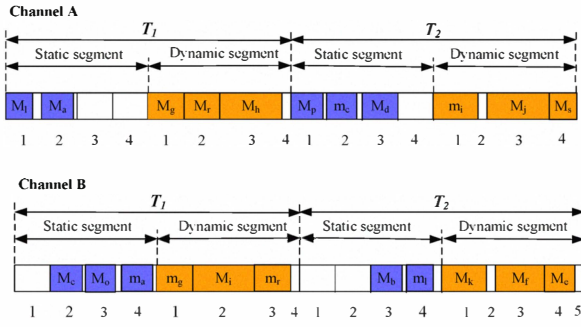 Channel A
T1 T2
Static segment Dynamic segment Static segment Dynamic segment
Ml Ma Mg Mr Mh Mp mc Md mi Mj Ms
1 2 3 4 1 2 3 4 1 2 3 4 1 2 3 4
Channel B
T1 T2
Static segment Dynamic segment Static segment Dynamic segment
Mc Mo ma mg Mi mr Mb ml Mk Mf Me
1 2 3 4 1 2 3 4 1 2 3 4 1 2 3 4 5